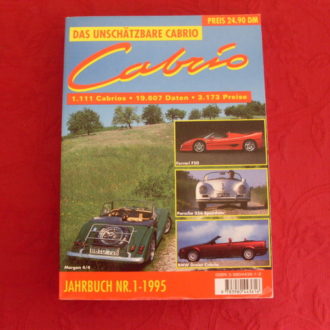 PREIS 24.90 DM
DAS UNSCHÄTZBARE CABRIO
Cabrio
1.111 Cabrios • 19.607 Daten • 3.173 Preise
Ferrari F50
Porsche 356 Speedster
Morgan 4/4
JAHRBUCH NR.1-1995